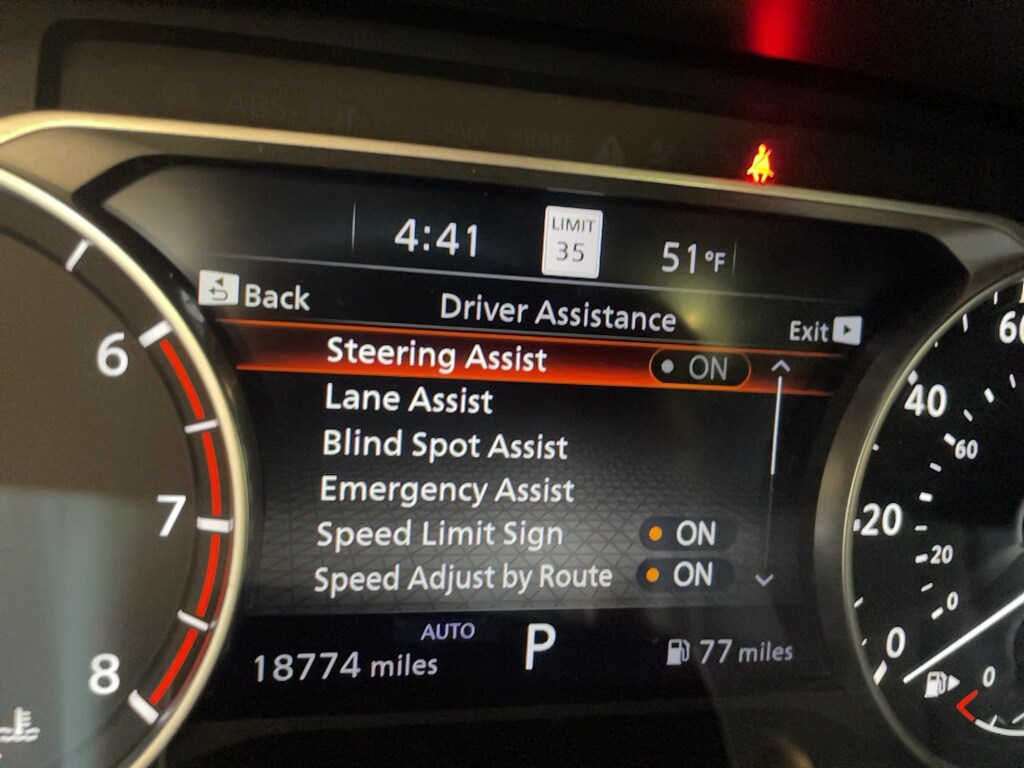 4:41
LIMIT
35
51°F
Back
Driver Assistance
Exit
Steering Assist ON
Lane Assist
Blind Spot Assist
Emergency Assist
Speed Limit Sign ON
Speed Adjust by Route ON
AUTO
18774 miles
P
77 miles
6
7
8
60
40
20
0
60
20
0
0